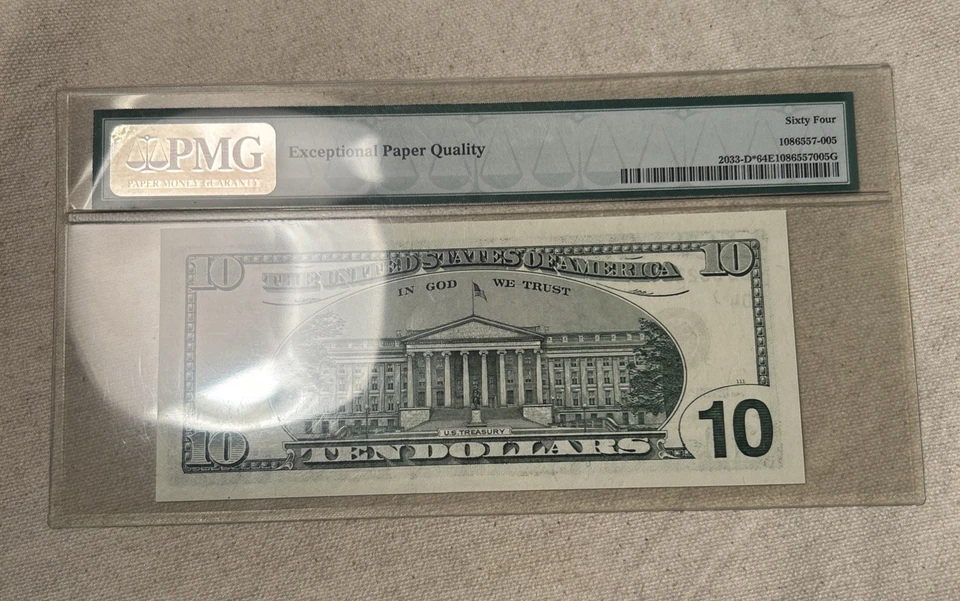 PMG
PAPER MONEY GUARANTY
Exceptional Paper Quality
Sixty Four
1086557-005
2033-D*64E1086557005G
10
THE UNITED STATES OF AMERICA
10
IN GOD WE TRUST
U.S. TREASURY
10
TEN DOLLARS
10